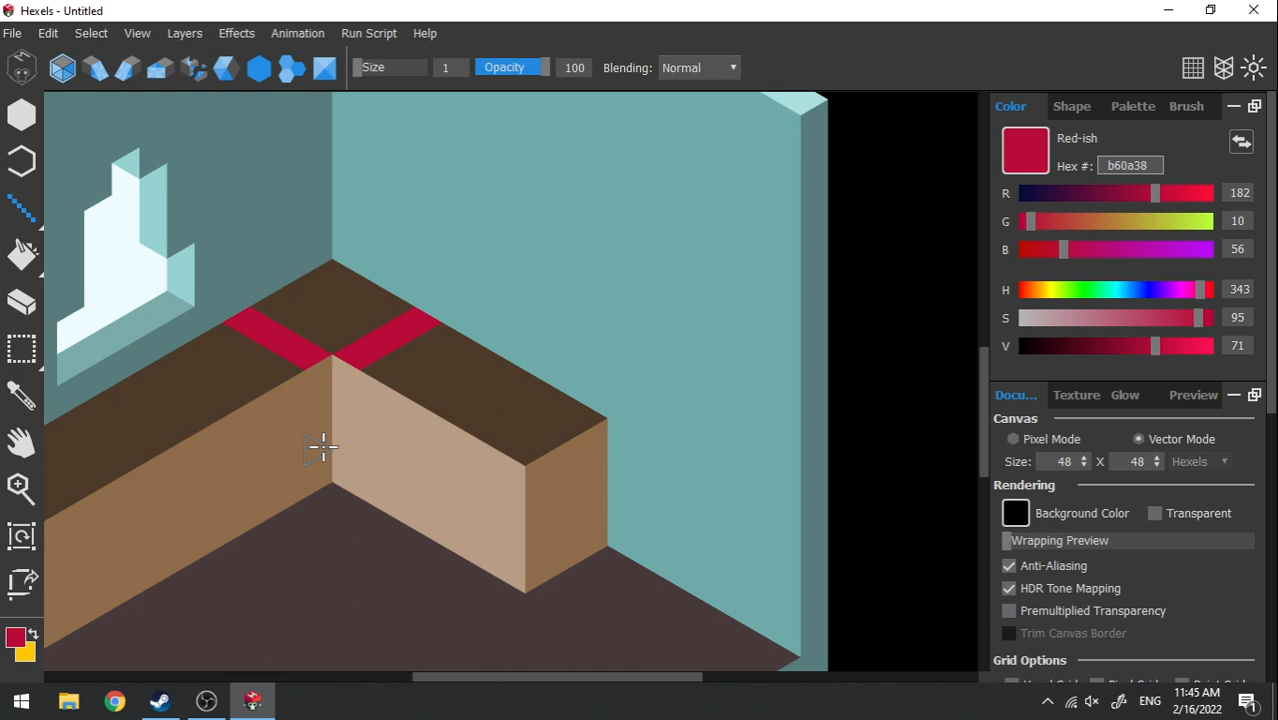 Hexels - Untitled
File Edit Select View Layers Effects Animation Run Script Help
Size 1 Opacity 100 Blending: Normal
Color Shape Palette Brush
Red-ish
Hex #: b60a38
R 182
G 10
B 56
H 343
S 95
V 71
Docu... Texture Glow Preview
Canvas
Pixel Mode Vector Mode
Size: 48 X 48 Hexels
Rendering
Background Color Transparent
Wrapping Preview
Anti-Aliasing
HDR Tone Mapping
Premultiplied Transparency
Trim Canvas Border
Grid Options
ENG 11:45 AM
2/16/2022 1